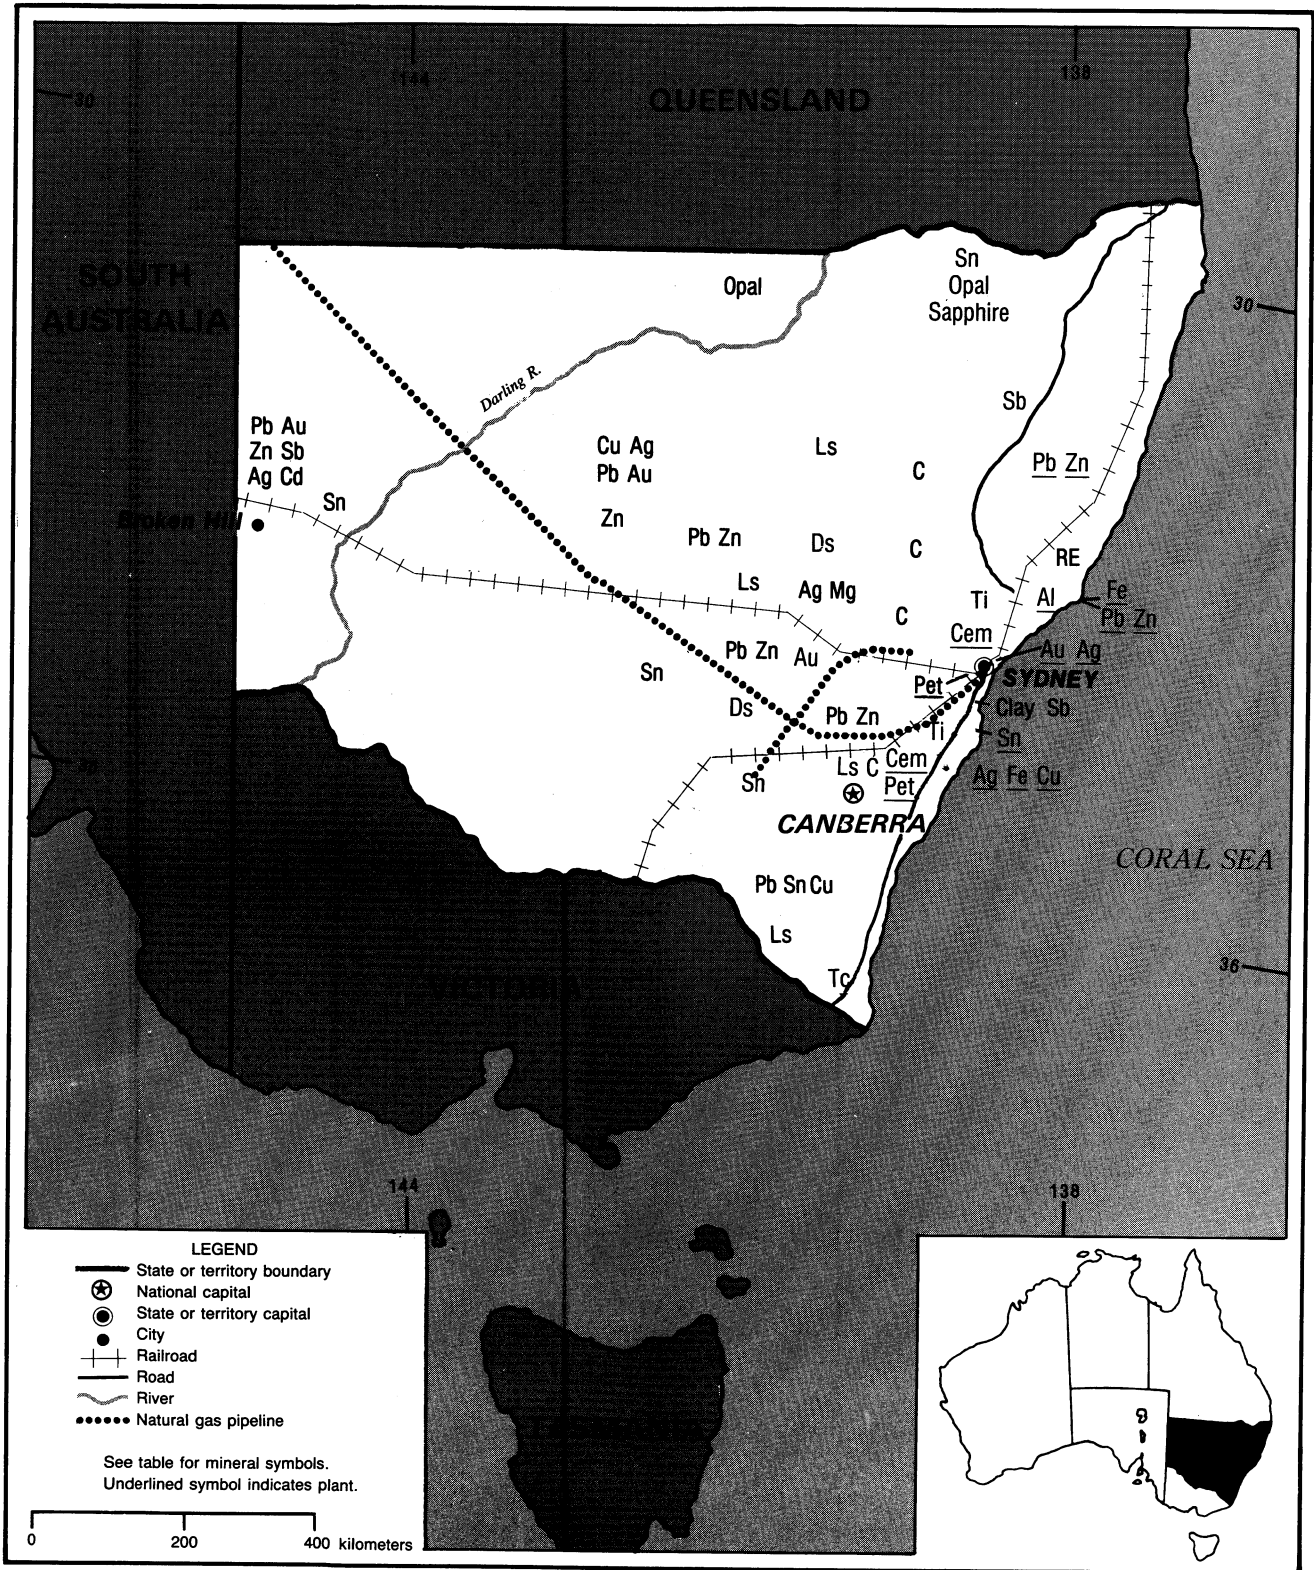 144
138
30
QUEENSLAND
SOUTH
AUSTRALIA
Sn
Opal
Opal
Sapphire
30
Darling R.
Sb
Pb Au
Zn Sb
Ag Cd
Cu Ag
Pb Au
Ls
C
Pb Zn
Sn
Broken Hill
Zn
Pb Zn
Ds
C
RE
Ls
Ag Mg
Ti
Al
Fe
Pb Zn
C
Cem
Pb Zn
Au
Au Ag
Sn
Pet
SYDNEY
Ds
Pb Zn
Clay Sb
Ti
Sn
Ls C
Cem
Sh
Pet
Ag Fe Cu
CANBERRA
CORAL SEA
Pb Sn Cu
Ls
36
Tc
VICTORIA
144
138
TASMANIA
LEGEND
State or territory boundary
National capital
State or territory capital
City
Railroad
Road
River
Natural gas pipeline
See table for mineral symbols.
Underlined symbol indicates plant.
0 200 400 kilometers